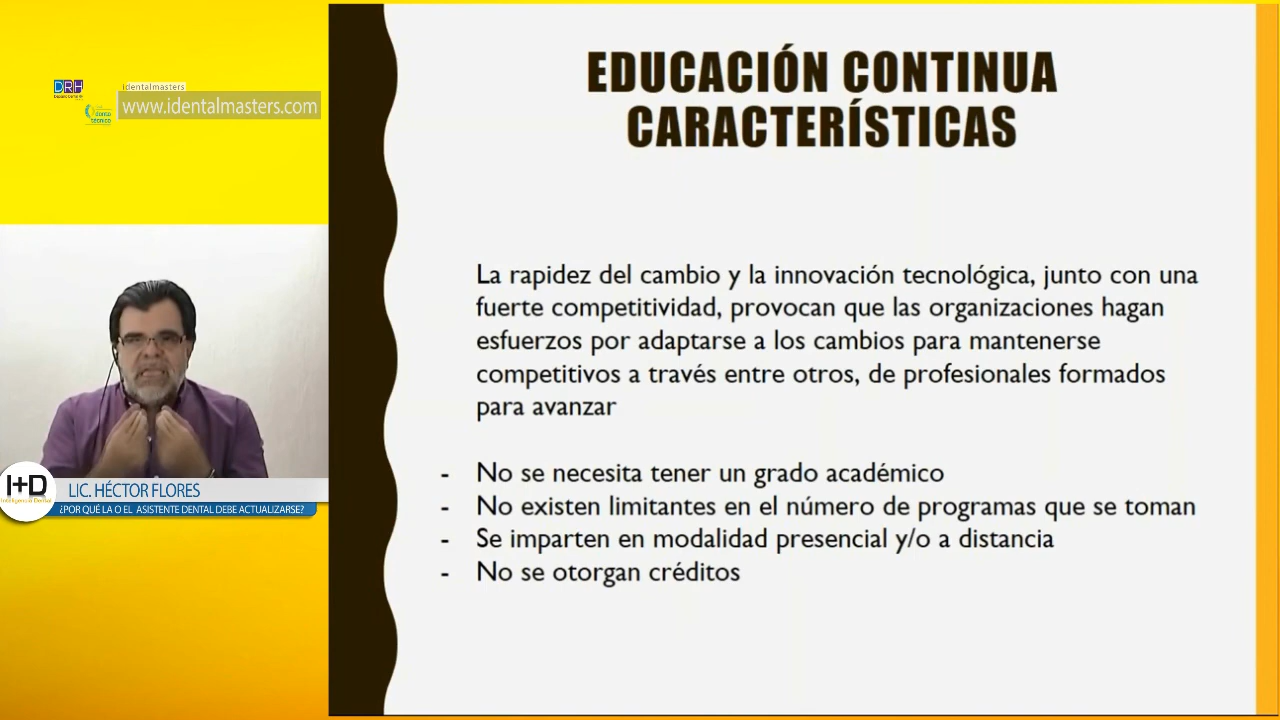 DRH
identalmasters
www.identalmasters.com
EDUCACIÓN CONTINUA
CARACTERÍSTICAS
La rapidez del cambio y la innovación tecnológica, junto con una
fuerte competitividad, provocan que las organizaciones hagan
esfuerzos por adaptarse a los cambios para mantenerse
competitivos a través entre otros, de profesionales formados
para avanzar
- No se necesita tener un grado académico
- No existen limitantes en el número de programas que se toman
- Se imparten en modalidad presencial y/o a distancia
- No se otorgan créditos
I+D
LIC. HÉCTOR FLORES
¿POR QUÉ LA O EL ASISTENTE DENTAL DEBE ACTUALIZARSE?